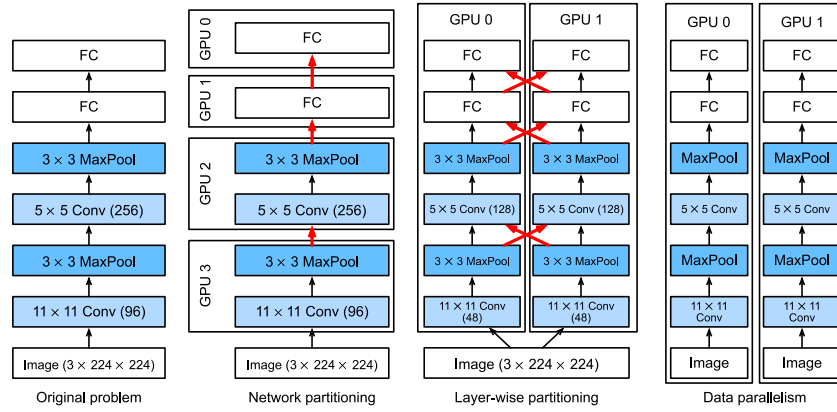 FC
FC
3 × 3 MaxPool
5 × 5 Conv (256)
3 × 3 MaxPool
11 × 11 Conv (96)
Image (3 × 224 × 224)
Original problem
GPU 0
FC
GPU 1
FC
GPU 2
3 × 3 MaxPool
5 × 5 Conv (256)
GPU 3
3 × 3 MaxPool
11 × 11 Conv (96)
Image (3 × 224 × 224)
Network partitioning
GPU 0
FC
FC
3 × 3 MaxPool
5 × 5 Conv (128)
3 × 3 MaxPool
11 × 11 Conv
(48)
GPU 1
FC
FC
3 × 3 MaxPool
5 × 5 Conv (128)
3 × 3 MaxPool
11 × 11 Conv
(48)
Image (3 × 224 × 224)
Layer-wise partitioning
GPU 0
FC
FC
MaxPool
5 × 5 Conv
MaxPool
11 × 11
Conv
Image
GPU 1
FC
FC
MaxPool
5 × 5 Conv
MaxPool
11 × 11
Conv
Image
Data parallelism